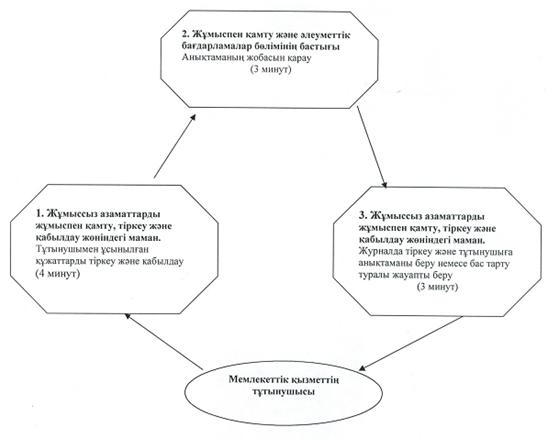 2. Жұмыспен қамту және әлеуметтік
бағдарламалар бөлімінің бастығы
Анықтаманың жобасын қарау
(3 минут)
1. Жұмыссыз азаматтарды
жұмыспен қамту, тіркеу және
қабылдау жөніндегі маман.
Тұтынушымен ұсынылған
құжаттарды тіркеу және қабылдау
(4 минут)
3. Жұмыссыз азаматтарды
жұмыспен қамту, тіркеу және
қабылдау жөніндегі маман.
Журналда тіркеу және тұтынушыға
анықтаманы беру немесе бас тарту
туралы жауапты беру
(3 минут)
Мемлекеттік қызметтің
тұтынушысы